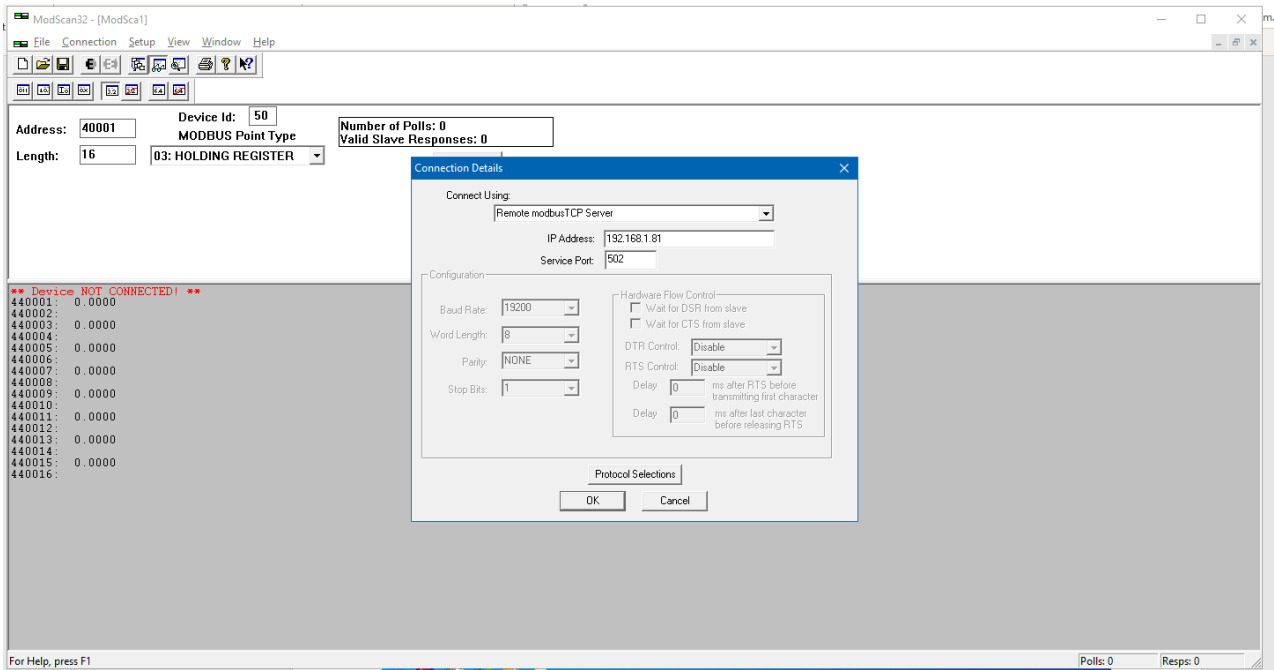 ModScan32 - [ModSca1]
File Connection Setup View Window Help
Device Id: 50
Address: 40001
MODBUS Point Type
Length: 16
03: HOLDING REGISTER
Number of Polls: 0
Valid Slave Responses: 0
Connection Details
Connect Using:
Remote modbusTCP Server
IP Address: 192.168.1.81
Service Port: 502
Configuration
Baud Rate: 19200
Word Length: 8
Parity: NONE
Stop Bits: 1
Hardware Flow Control
Wait for DSR from slave
Wait for CTS from slave
DTR Control: Disable
RTS Control: Disable
Delay 0 ms after RTS before
transmitting first character
Delay 0 ms after last character
before releasing RTS
Protocol Selections
OK Cancel
** Device NOT CONNECTED! **
440001: 0.0000
440002:
440003: 0.0000
440004:
440005: 0.0000
440006:
440007: 0.0000
440008:
440009: 0.0000
440010:
440011: 0.0000
440012:
440013: 0.0000
440014:
440015: 0.0000
440016:
For Help, press F1
Polls: 0 Resps: 0